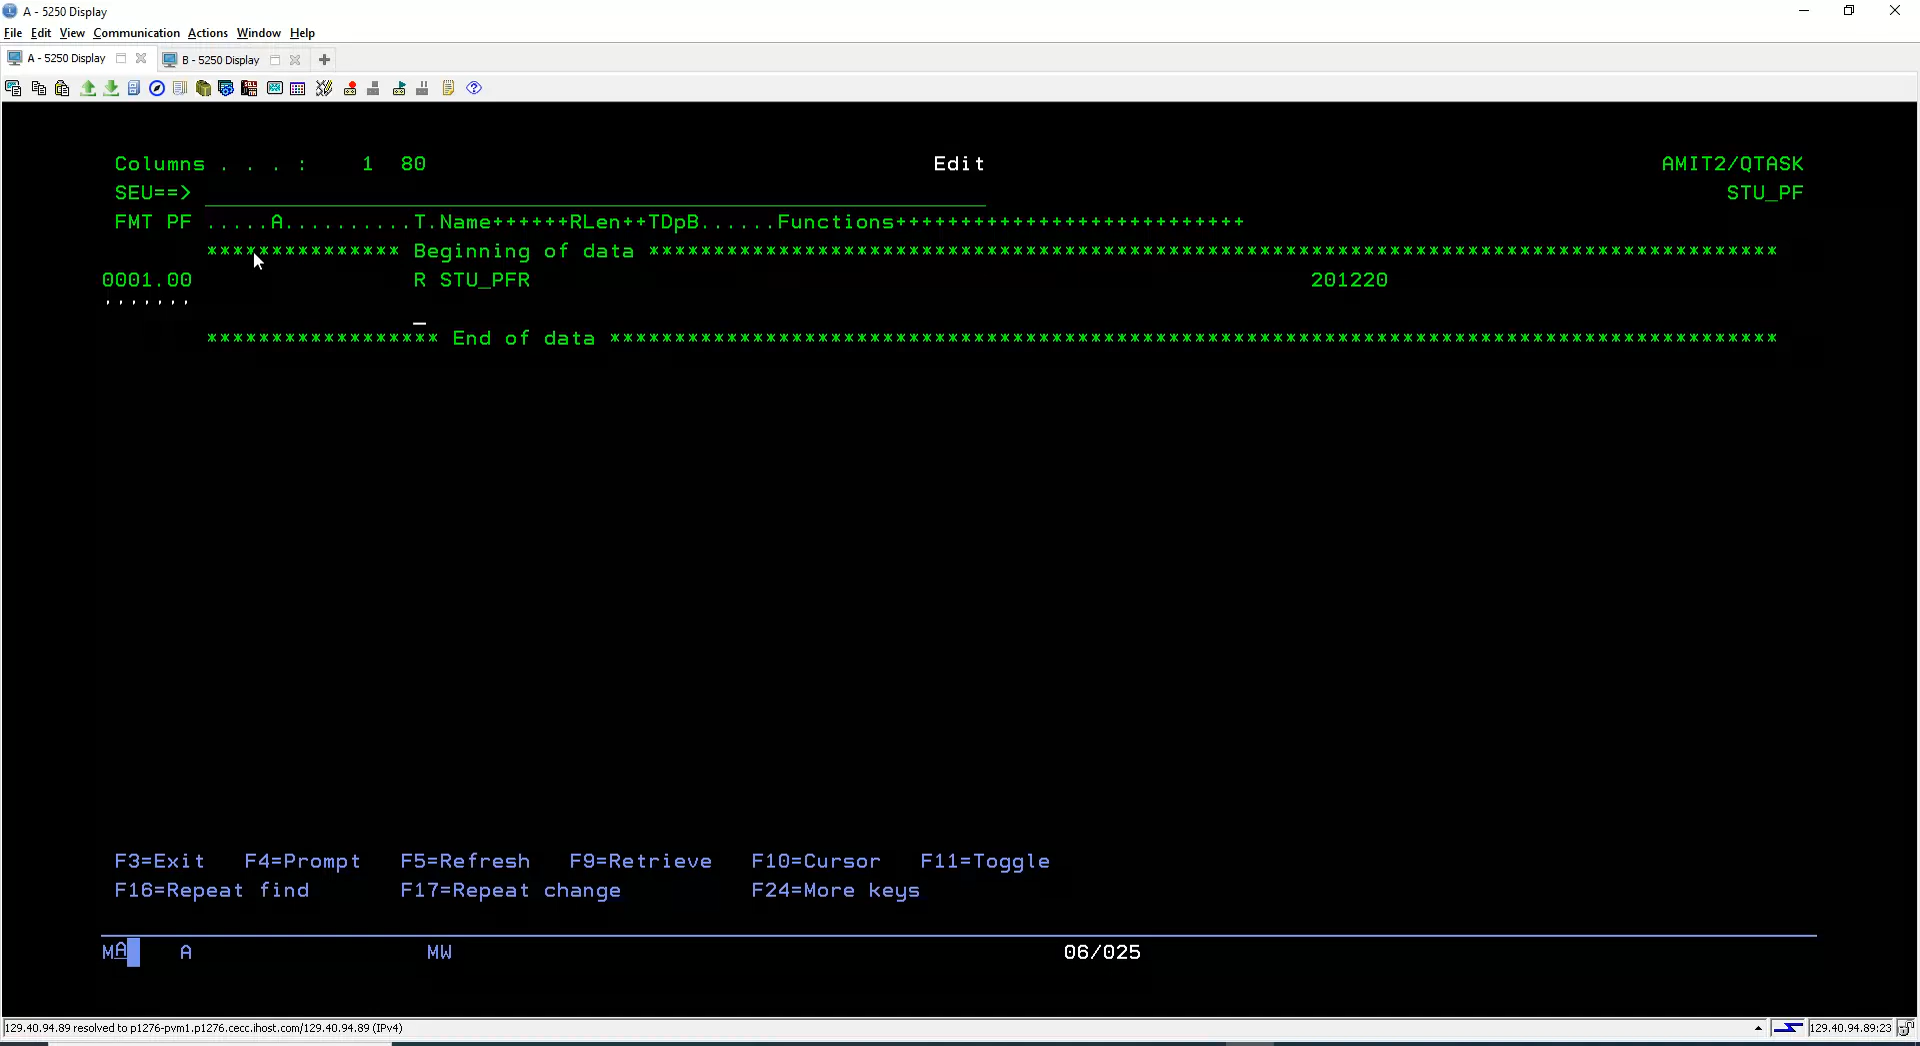 A - 5250 Display
File Edit View Communication Actions Window Help
A - 5250 Display B - 5250 Display
Columns . . . : 1 80 Edit AMIT2/QTASK
SEU==> STU_PF
FMT PF .....A..........T.Name++++++RLen++TDpB......Functions+++++++++++++++++++++++++++
*************** Beginning of data ***************************************************************************************
0001.00 R STU_PFR 201220
'''''''
****************** End of data ******************************************************************************************
F3=Exit F4=Prompt F5=Refresh F9=Retrieve F10=Cursor F11=Toggle
F16=Repeat find F17=Repeat change F24=More keys
MA A MW 06/025
129.40.94.89 resolved to p1276-pvm1.p1276.cecc.ihost.com/129.40.94.89 (IPv4) 129.40.94.89:23